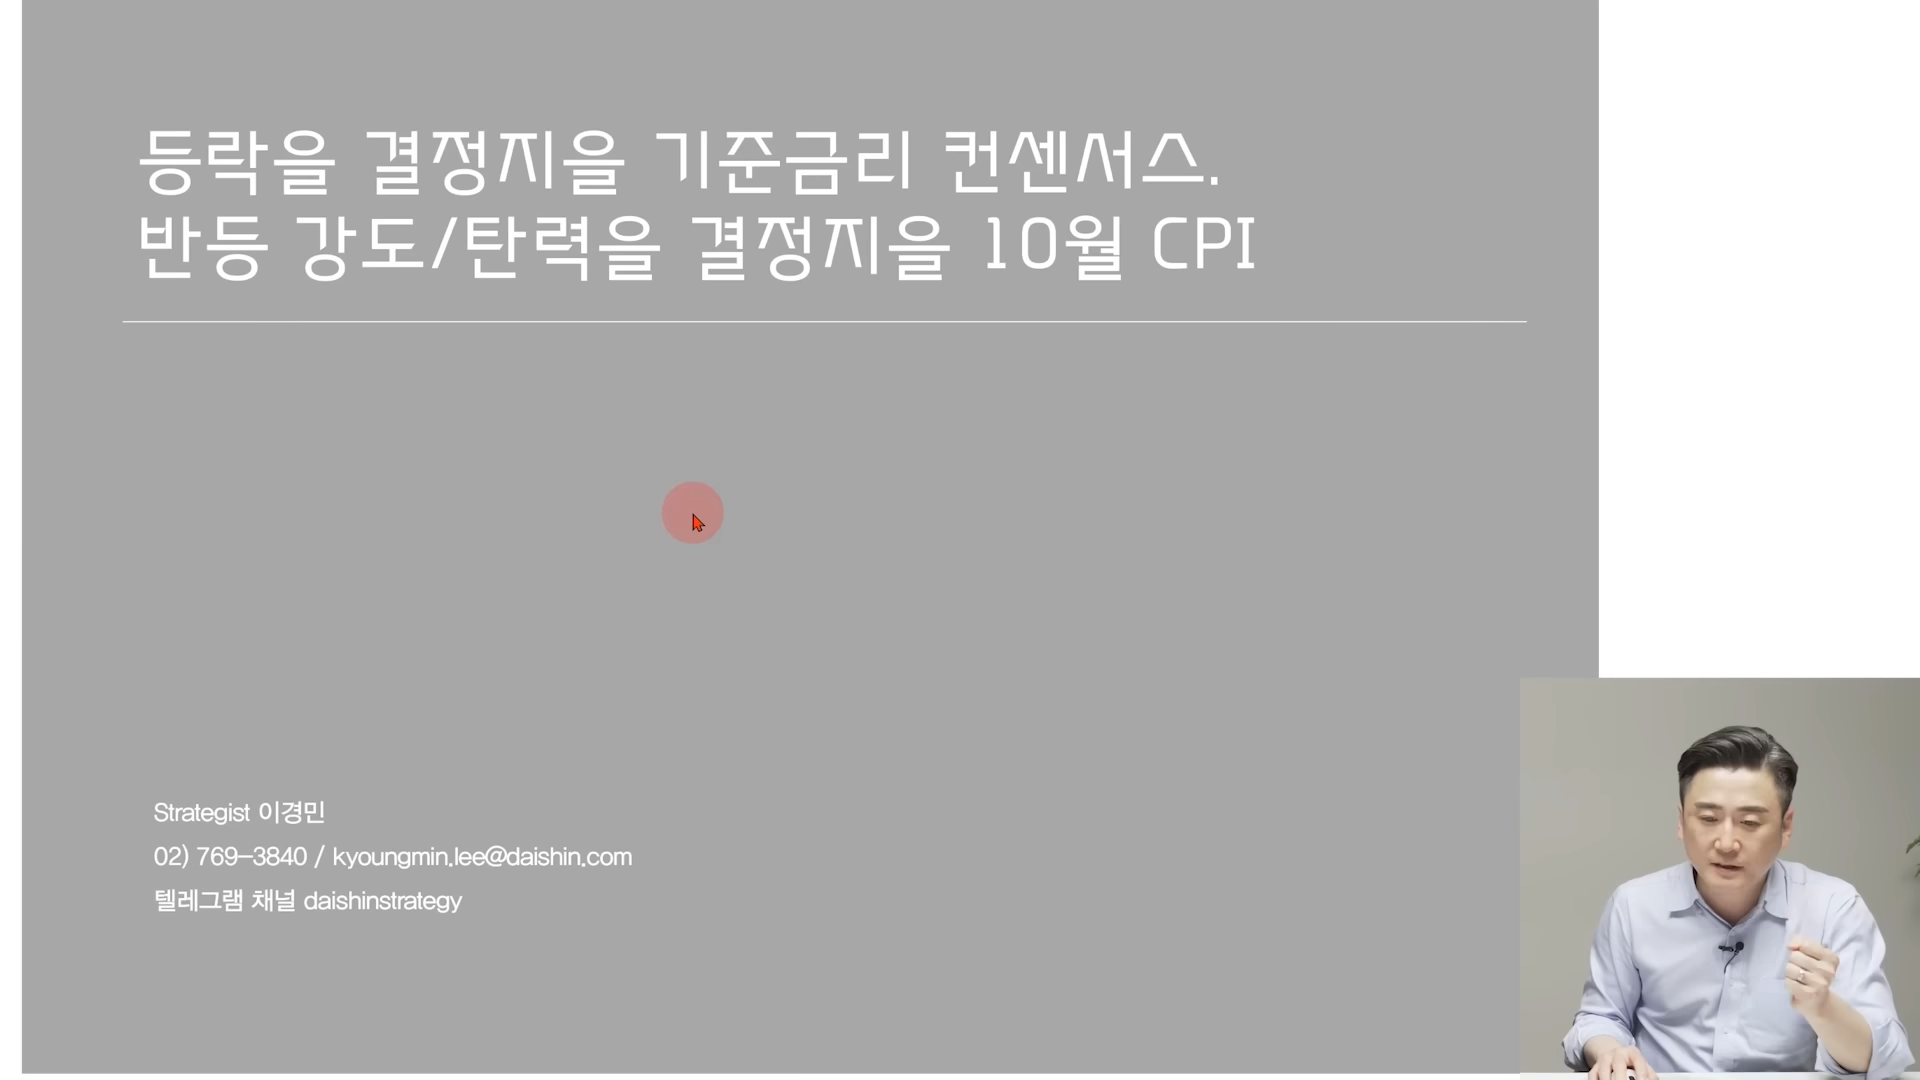 등락을 결정지을 기준금리 컨센서스.
반등 강도/탄력을 결정지을 10월 CPI
Strategist 이경민
02) 769-3840 / kyoungmin.lee@daishin.com
텔레그램 채널 daishinstrategy